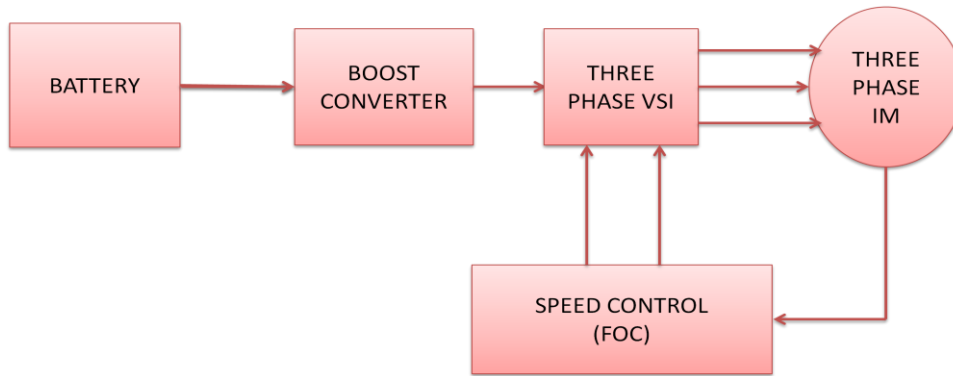 BATTERY
BOOST
CONVERTER
THREE
PHASE VSI
THREE
PHASE
IM
SPEED CONTROL
(FOC)